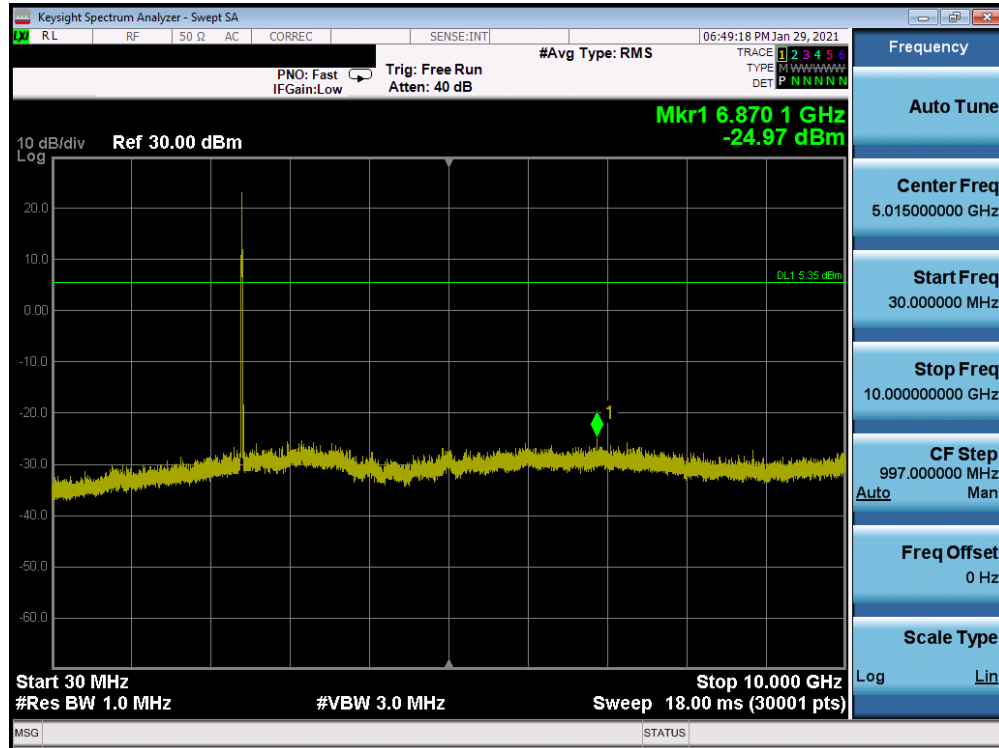 Keysight Spectrum Analyzer - Swept SA
LXI RL RF 50 Ω AC CORREC SENSE:INT 06:49:18 PM Jan 29, 2021
#Avg Type: RMS TRACE 1 2 3 4 5 6
PNO: Fast Trig: Free Run TYPE M W W W W W
IFGain:Low Atten: 40 dB DET P N N N N N
Mkr1 6.870 1 GHz
-24.97 dBm
10 dB/div Ref 30.00 dBm
Log
20.0
10.0
DL1 5.35 dBm
0.00
-10.0
-20.0
1
-30.0
-40.0
-50.0
-60.0
Start 30 MHz Stop 10.000 GHz
#Res BW 1.0 MHz #VBW 3.0 MHz Sweep 18.00 ms (30001 pts)
MSG STATUS
Frequency
Auto Tune
Center Freq
5.015000000 GHz
Start Freq
30.000000 MHz
Stop Freq
10.000000000 GHz
CF Step
997.000000 MHz
Auto Man
Freq Offset
0 Hz
Scale Type
Log Lin